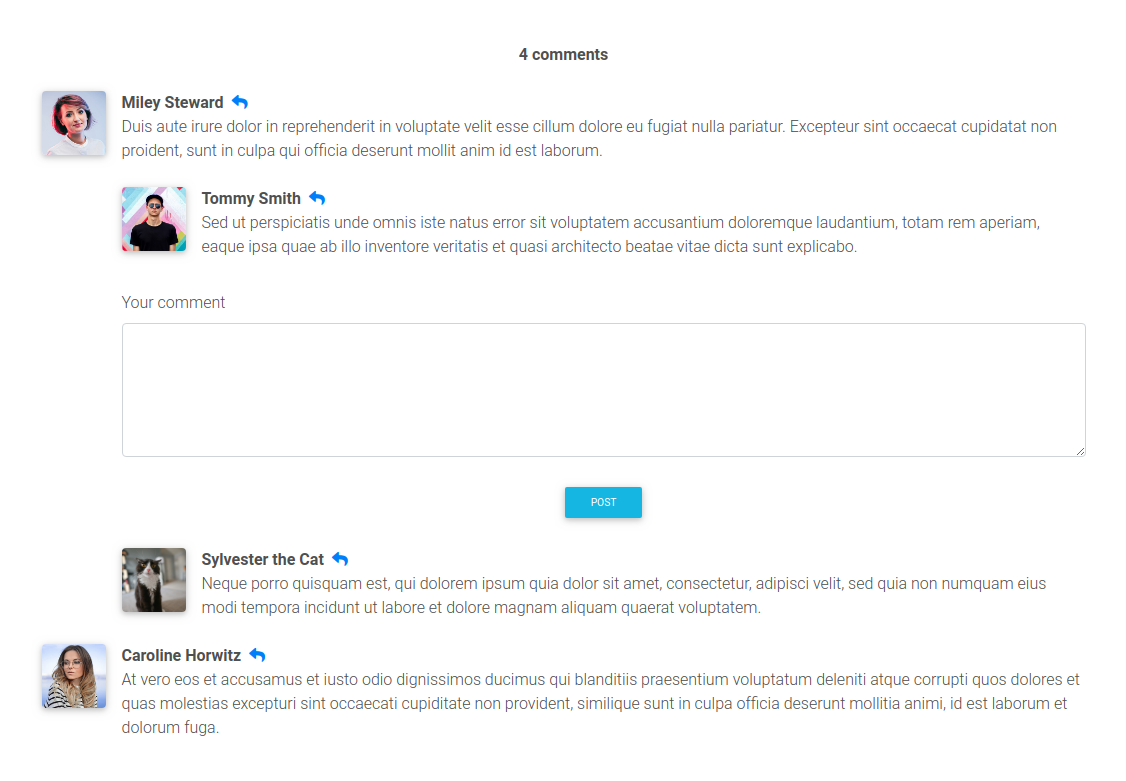 4 comments
Miley Steward
Duis aute irure dolor in reprehenderit in voluptate velit esse cillum dolore eu fugiat nulla pariatur. Excepteur sint occaecat cupidatat non
proident, sunt in culpa qui officia deserunt mollit anim id est laborum.
Tommy Smith
Sed ut perspiciatis unde omnis iste natus error sit voluptatem accusantium doloremque laudantium, totam rem aperiam,
eaque ipsa quae ab illo inventore veritatis et quasi architecto beatae vitae dicta sunt explicabo.
Your comment
POST
Sylvester the Cat
Neque porro quisquam est, qui dolorem ipsum quia dolor sit amet, consectetur, adipisci velit, sed quia non numquam eius
modi tempora incidunt ut labore et dolore magnam aliquam quaerat voluptatem.
Caroline Horwitz
At vero eos et accusamus et iusto odio dignissimos ducimus qui blanditiis praesentium voluptatum deleniti atque corrupti quos dolores et
quas molestias excepturi sint occaecati cupiditate non provident, similique sunt in culpa officia deserunt mollitia animi, id est laborum et
dolorum fuga.